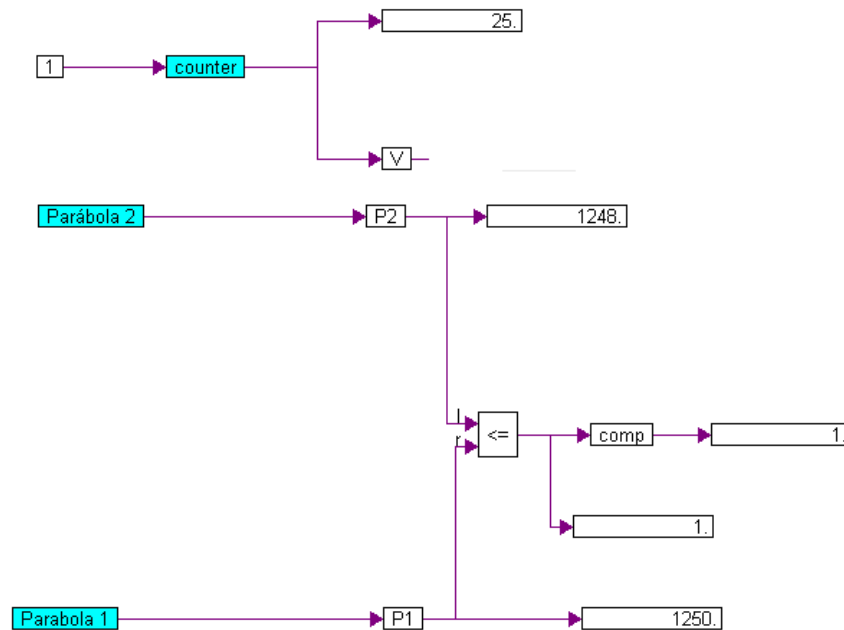 25.
1
counter
V
Parábola 2
P2
1248.
l
r
<=
comp
1.
1.
Parabola 1
P1
1250.